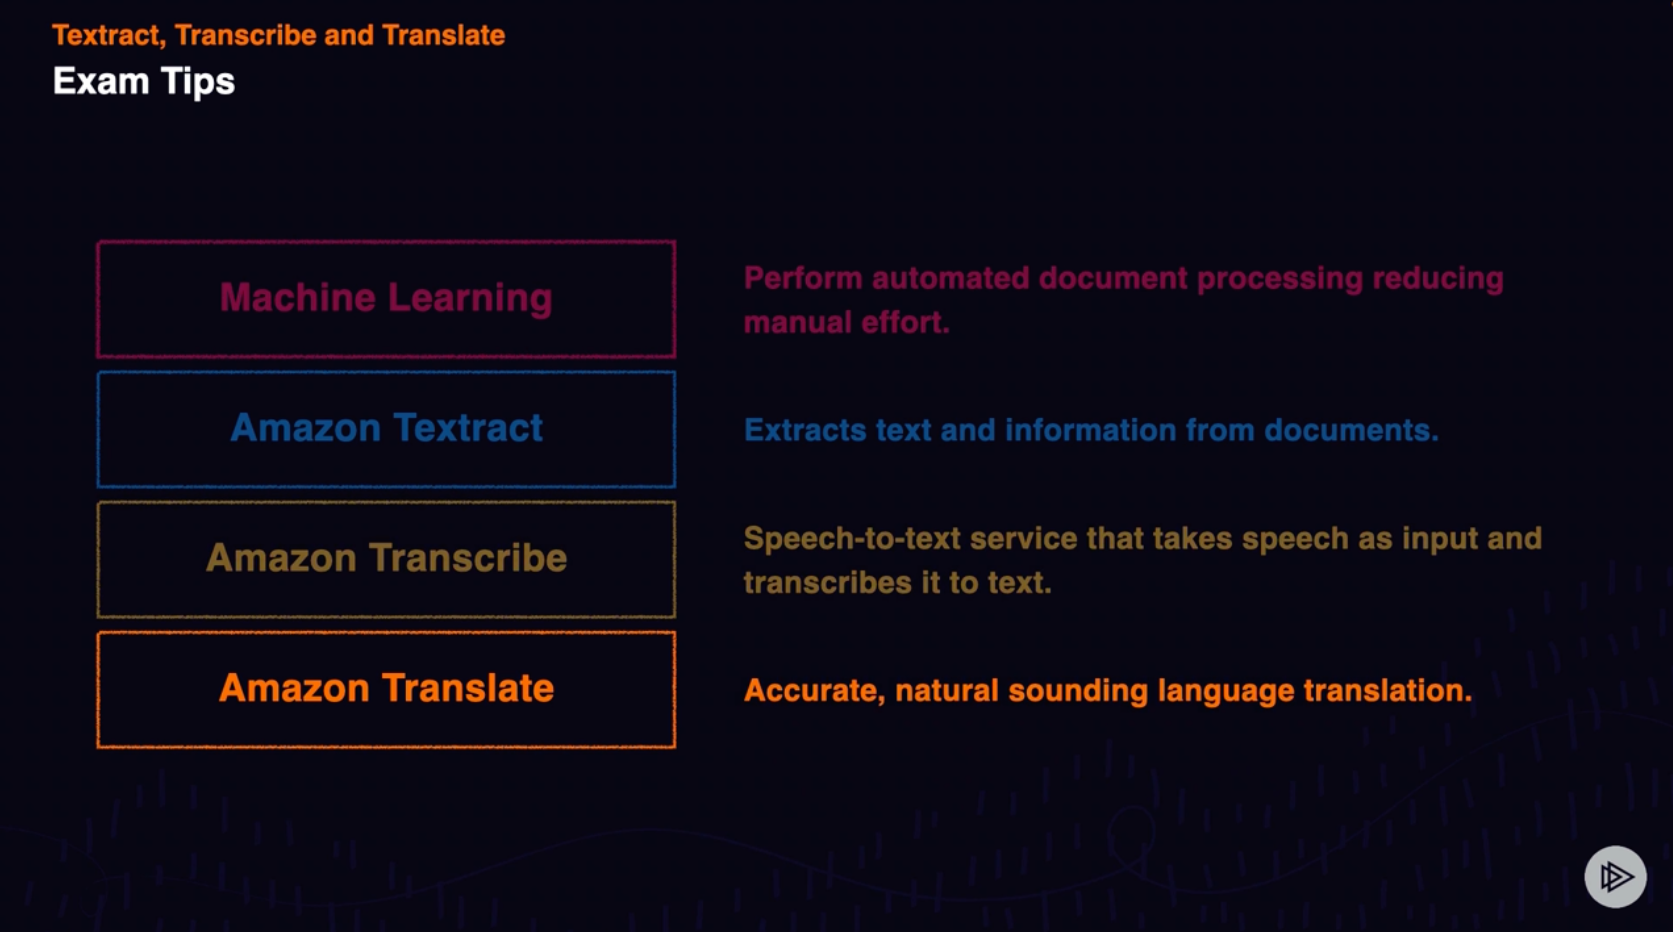 Textract, Transcribe and Translate
Exam Tips
Machine Learning
Perform automated document processing reducing
manual effort.
Amazon Textract
Extracts text and information from documents.
Amazon Transcribe
Speech-to-text service that takes speech as input and
transcribes it to text.
Amazon Translate
Accurate, natural sounding language translation.